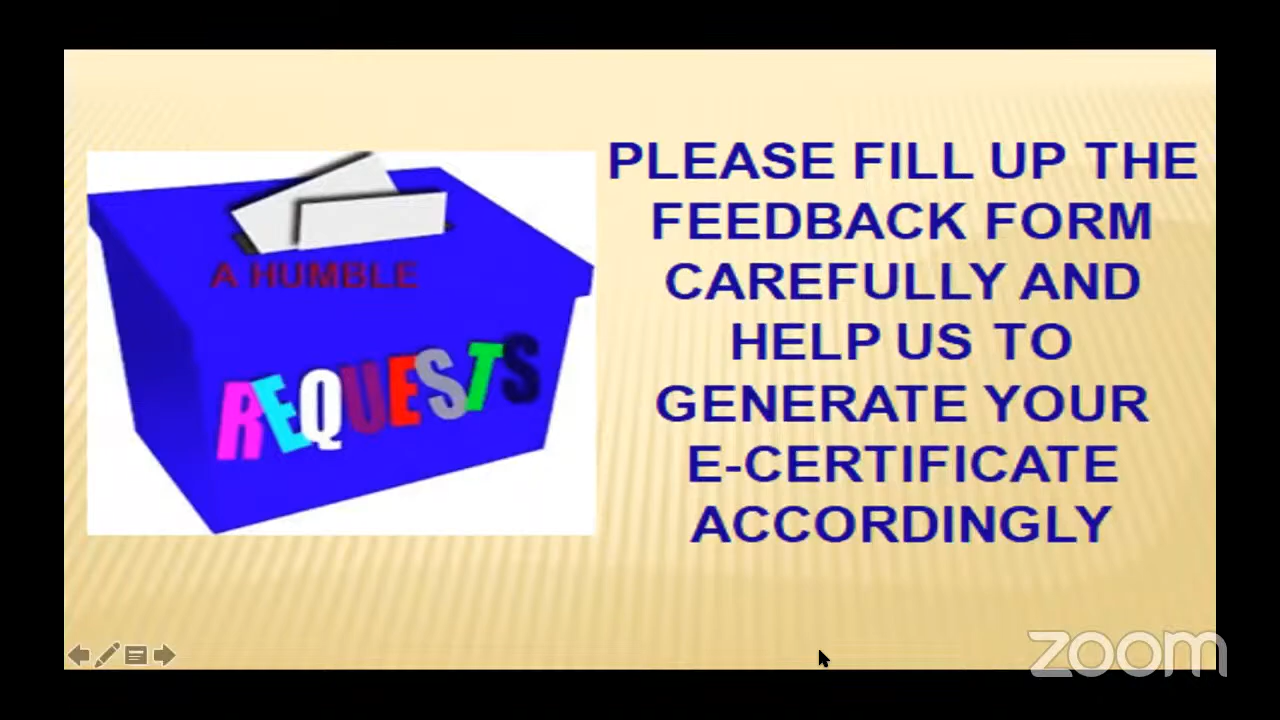 A HUMBLE
REQUESTS
PLEASE FILL UP THE
FEEDBACK FORM
CAREFULLY AND
HELP US TO
GENERATE YOUR
E-CERTIFICATE
ACCORDINGLY
zoom